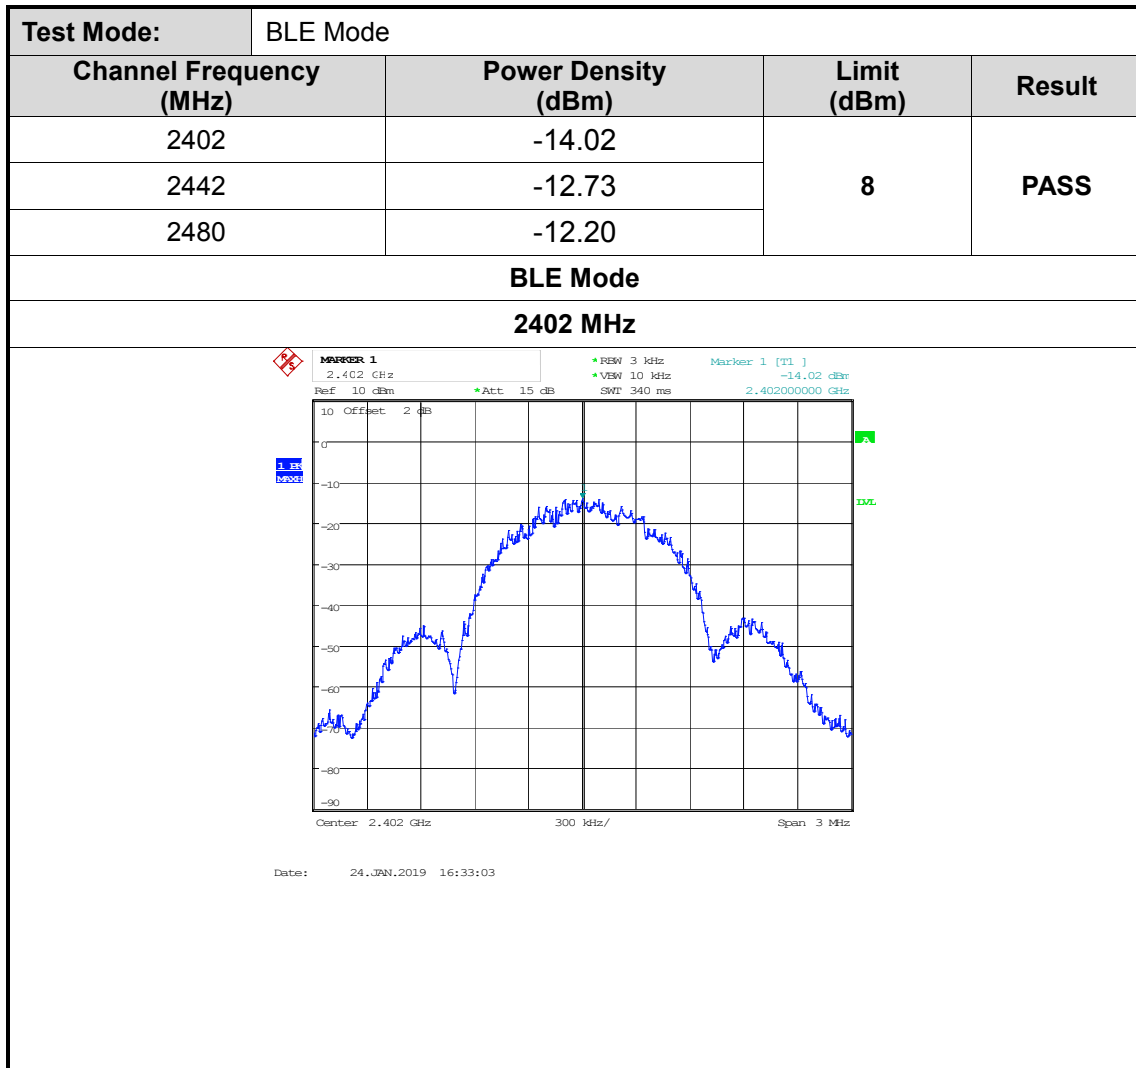 Test Mode: BLE Mode
Channel Frequency (MHz) Power Density (dBm) Limit (dBm) Result
2402 -14.02
2442 -12.73 8 PASS
2480 -12.20
BLE Mode
2402 MHz
R S
MARKER 1 *RBW 3 kHz Marker 1 [T1 ]
2.402 GHz *VBW 10 kHz -14.02 dBm
Ref 10 dBm *Att 15 dB SWT 340 ms 2.402000000 GHz
10 Offset 2 dB
0
A
1 PK
MAXH
-10
LVL
-20
-30
-40
-50
-60
-70
-80
-90
Center 2.402 GHz 300 kHz/ Span 3 MHz
Date: 24.JAN.2019 16:33:03